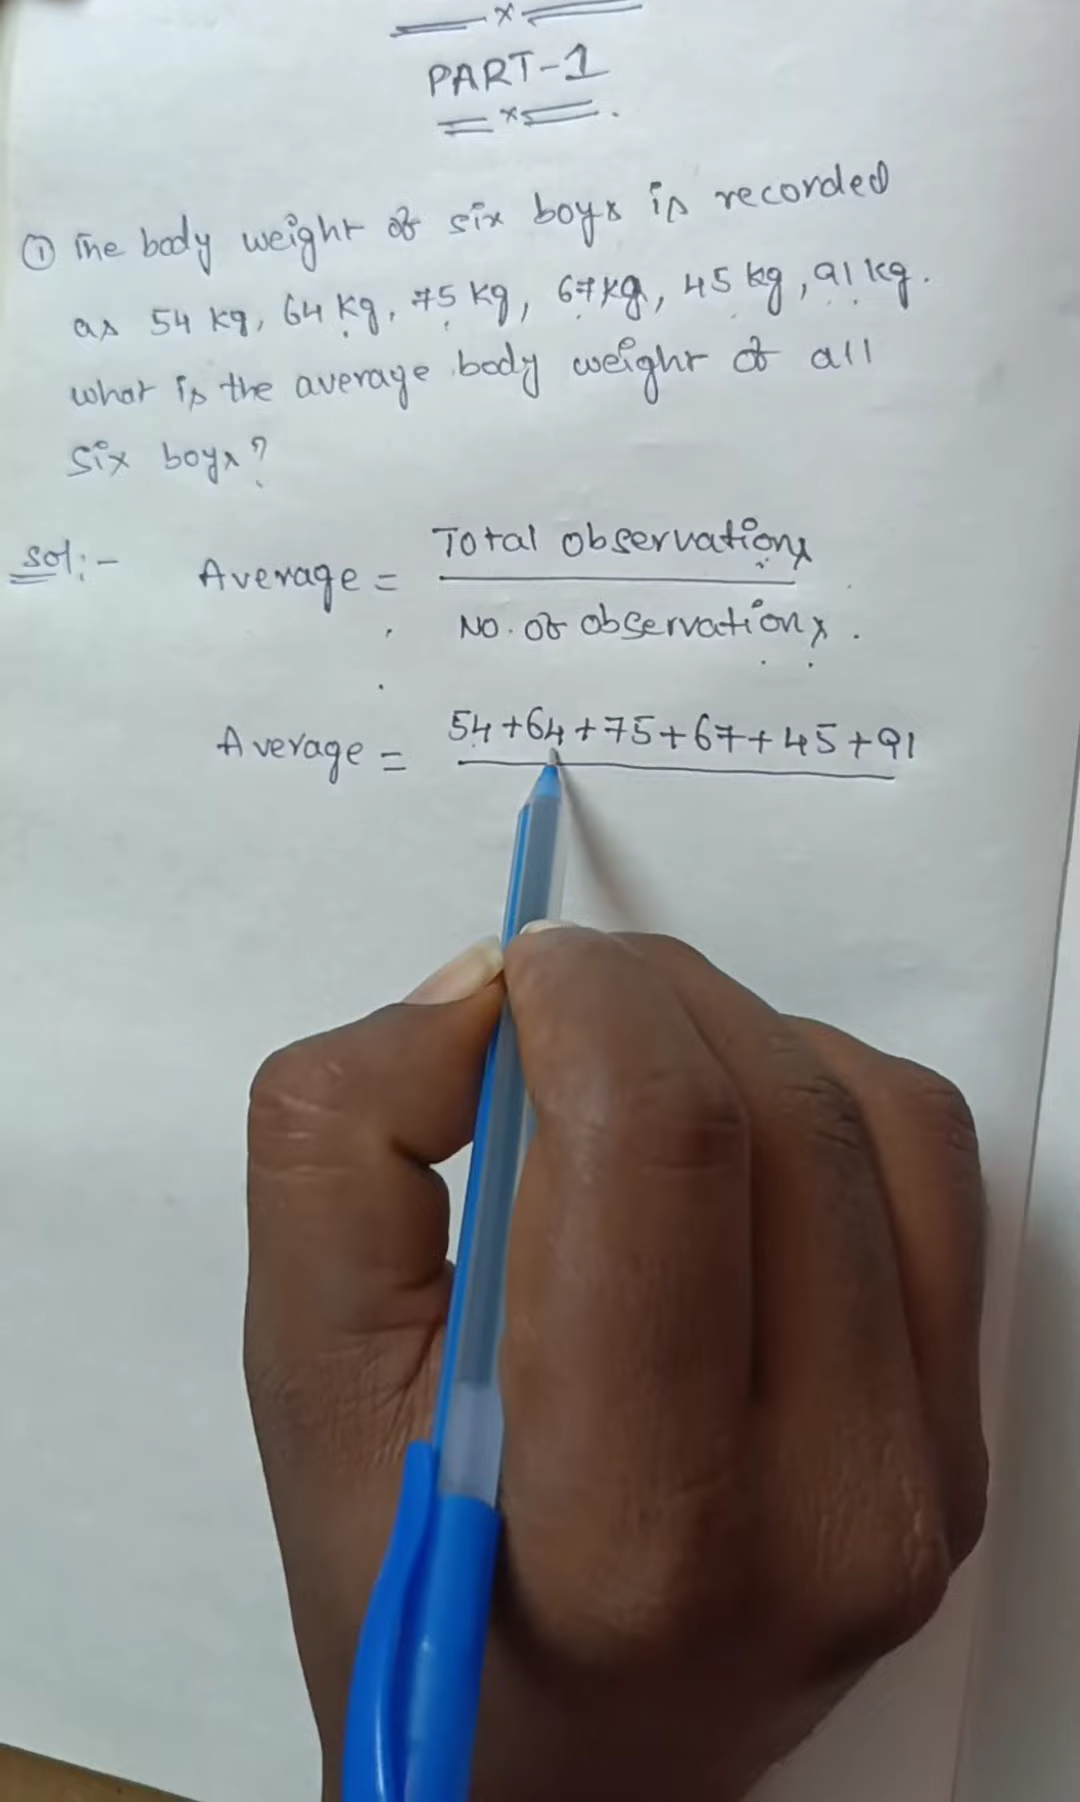 PART-1
① The body weight of six boys is recorded
as 54 kg, 64 kg, 75 kg, 67 kg, 45 kg, 91 kg.
what is the average body weight of all
six boys?
Sol:- Average = Total observations
No. of observations.
Average = 54+64+75+67+45+91